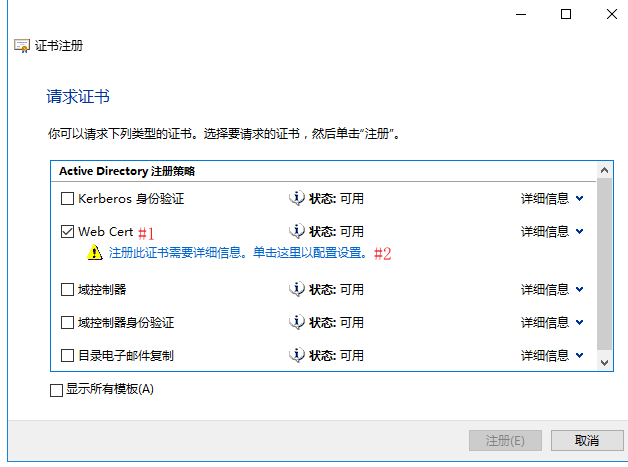 证书注册
请求证书
你可以请求下列类型的证书。选择要请求的证书，然后单击“注册”。
Active Directory 注册策略
Kerberos 身份验证 状态: 可用 详细信息
Web Cert #1 状态: 可用 详细信息
注册此证书需要详细信息。单击这里以配置设置。#2
域控制器 状态: 可用 详细信息
域控制器身份验证 状态: 可用 详细信息
目录电子邮件复制 状态: 可用 详细信息
显示所有模板(A)
注册(E) 取消